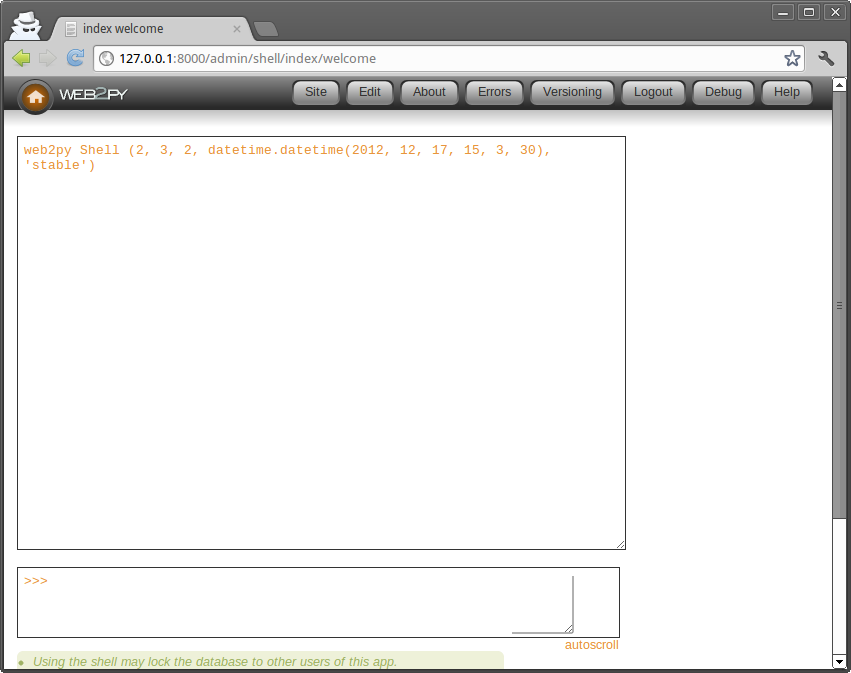 index welcome
127.0.0.1:8000/admin/shell/index/welcome
WEB2PY Site Edit About Errors Versioning Logout Debug Help
web2py Shell (2, 3, 2, datetime.datetime(2012, 12, 17, 15, 3, 30),
'stable')
>>>
autoscroll
Using the shell may lock the database to other users of this app.